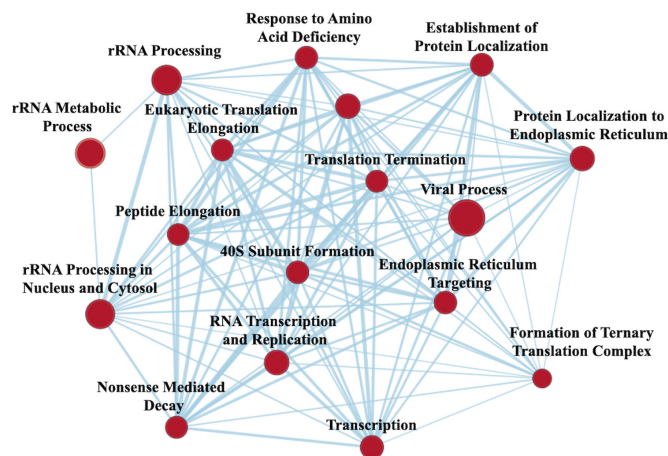 Response to Amino
Acid Deficiency
Establishment of
Protein Localization
rRNA Processing
rRNA Metabolic
Process
Eukaryotic Translation
Elongation
Protein Localization to
Endoplasmic Reticulum
Translation Termination
Viral Process
Peptide Elongation
40S Subunit Formation
Endoplasmic Reticulum
Targeting
rRNA Processing in
Nucleus and Cytosol
RNA Transcription
and Replication
Formation of Ternary
Translation Complex
Nonsense Mediated
Decay
Transcription